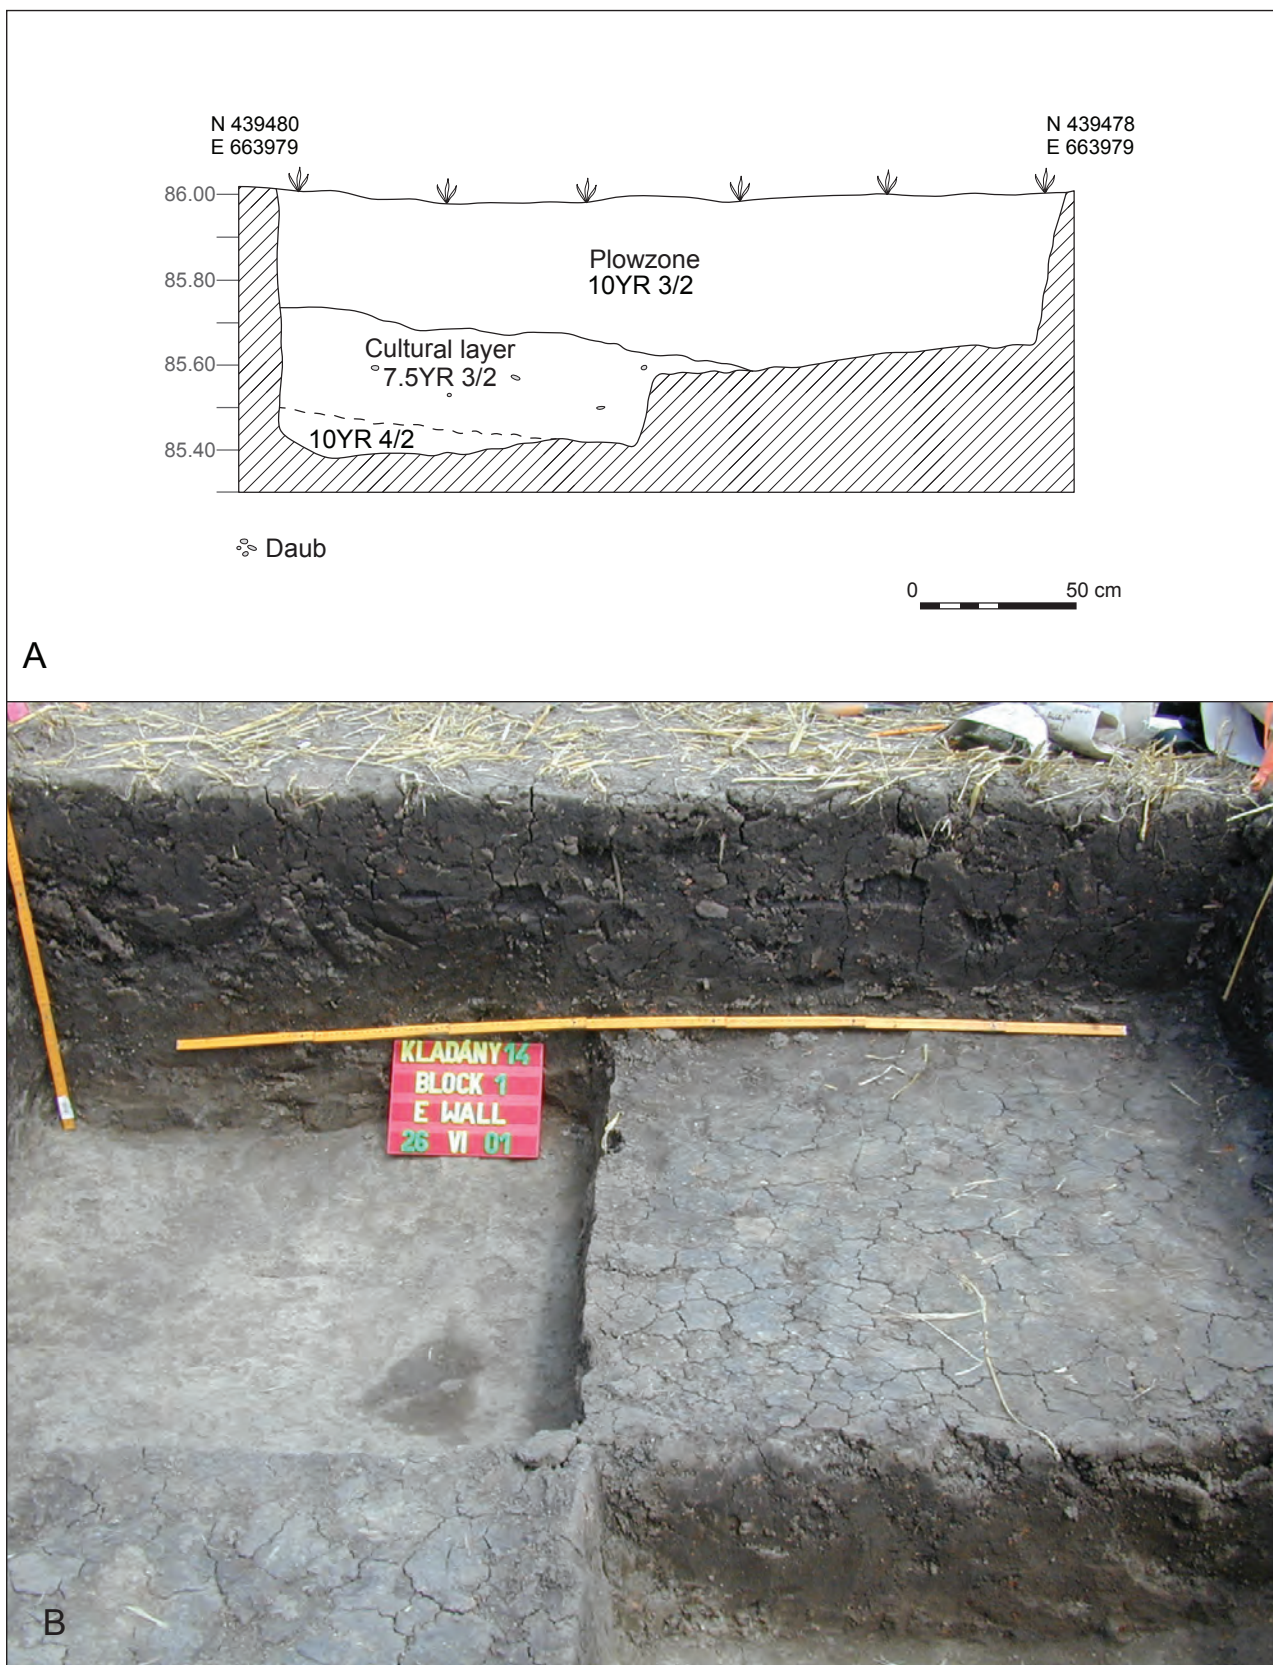 N 439480
E 663979
N 439478
E 663979
86.00
85.80
85.60
85.40
Plowzone
10YR 3/2
Cultural layer
7.5YR 3/2
10YR 4/2
Daub
0 50 cm
A
KLADÁNY 14
BLOCK 1
E WALL
26 VI 01
B